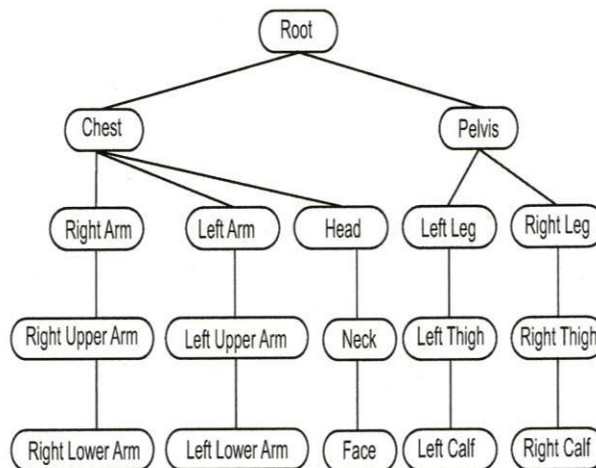 Root
Chest
Pelvis
Right Arm
Left Arm
Head
Left Leg
Right Leg
Right Upper Arm
Left Upper Arm
Neck
Left Thigh
Right Thigh
Right Lower Arm
Left Lower Arm
Face
Left Calf
Right Calf